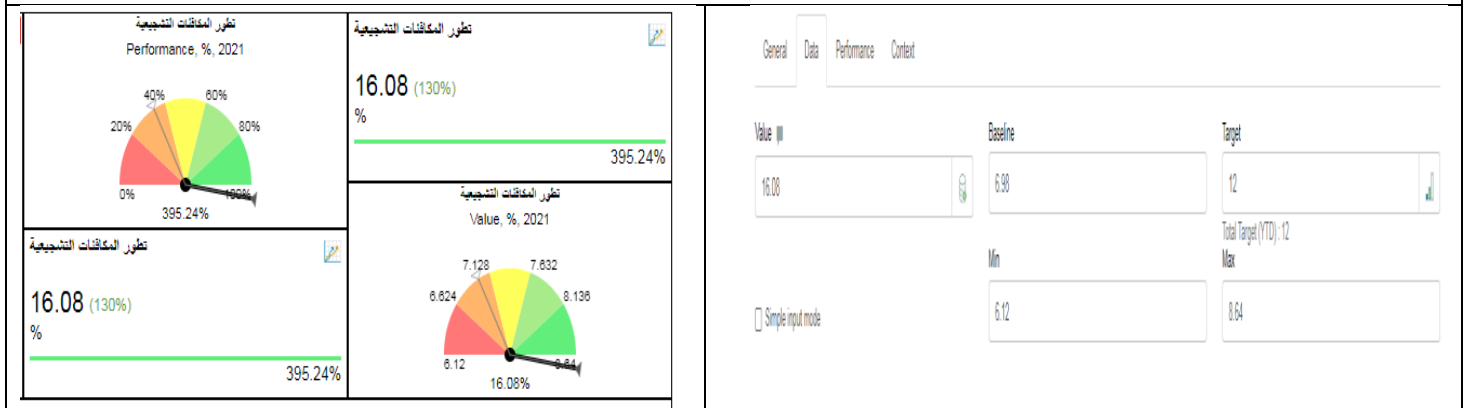 تطور المكافئات التشجيعية
Performance, %, 2021
40%
60%
20%
80%
0%
100%
395.24%
تطور المكافئات التشجيعية
16.08 (130%)
%
395.24%
تطور المكافئات التشجيعية
16.08 (130%)
%
395.24%
تطور المكافئات التشجيعية
Value, %, 2021
7.128
7.632
6.624
8.136
6.12
8.64
16.08%
General Data Performance Context
Value
Baseline
Target
16.08
6.98
12
Total Target (YTD) : 12
Min
Max
Simple input mode
6.12
8.64